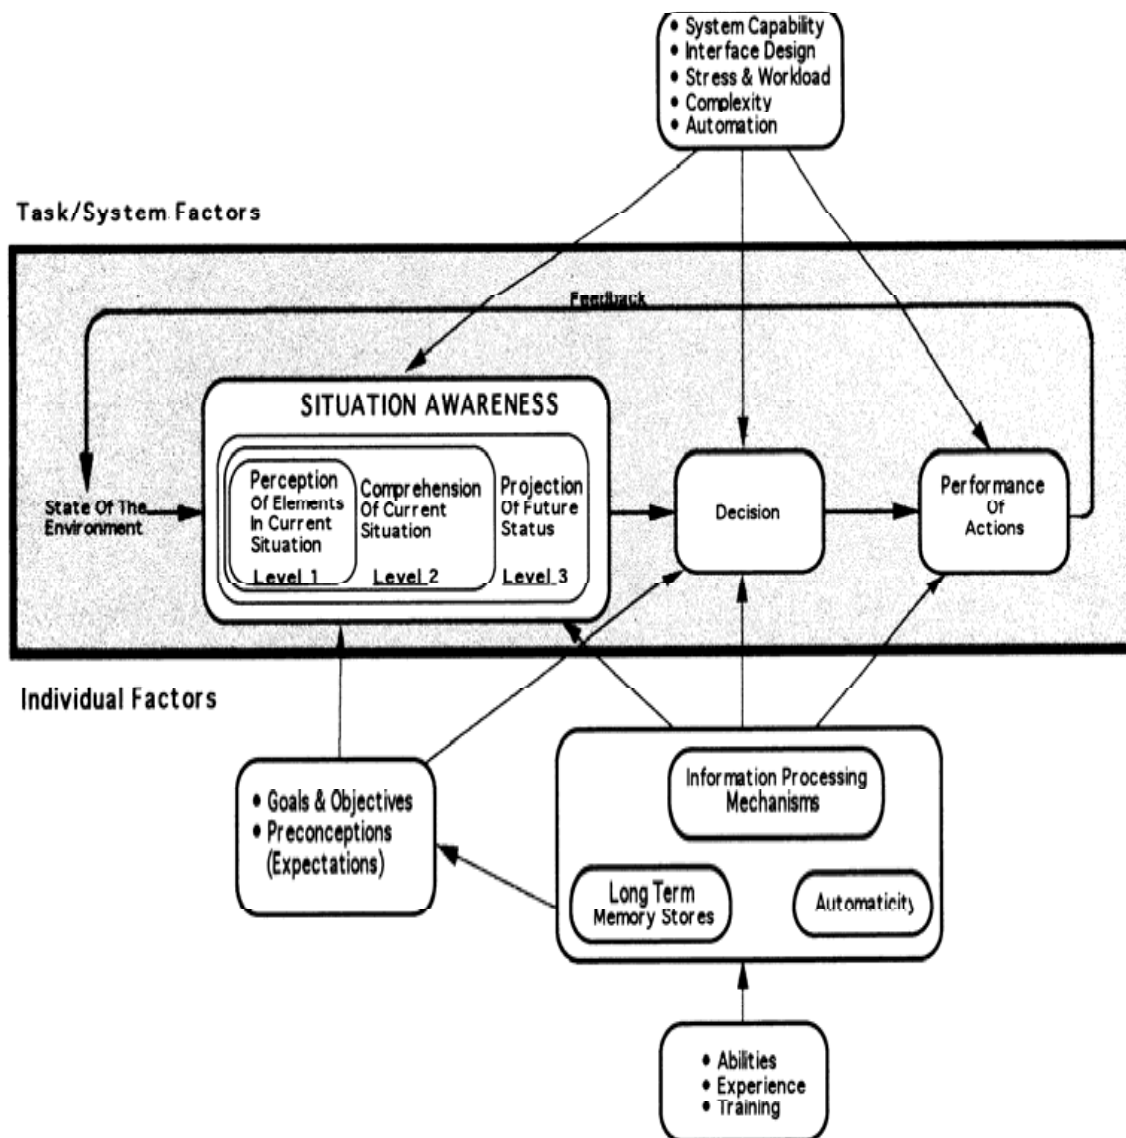 • System Capability
• Interface Design
• Stress & Workload
• Complexity
• Automation
Task/System Factors
Feedback
SITUATION AWARENESS
Perception
Of Elements
In Current
Situation
Level 1
Comprehension
Of Current
Situation
Level 2
Projection
Of Future
Status
Level 3
State Of The
Environment
Decision
Performance
Of
Actions
Individual Factors
• Goals & Objectives
• Preconceptions
(Expectations)
Information Processing
Mechanisms
Long Term
Memory Stores
Automaticity
• Abilities
• Experience
• Training